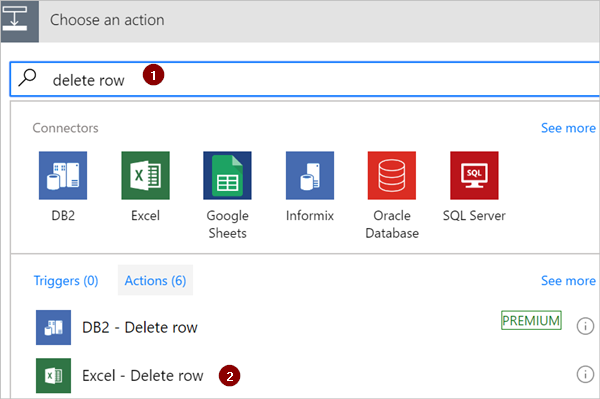 Choose an action
delete row
1
Connectors
See more
DB2
Excel
Google
Sheets
Informix
Oracle
Database
SQL
SQL Server
Triggers (0)
Actions (6)
See more
DB2 - Delete row
PREMIUM
Excel - Delete row
2